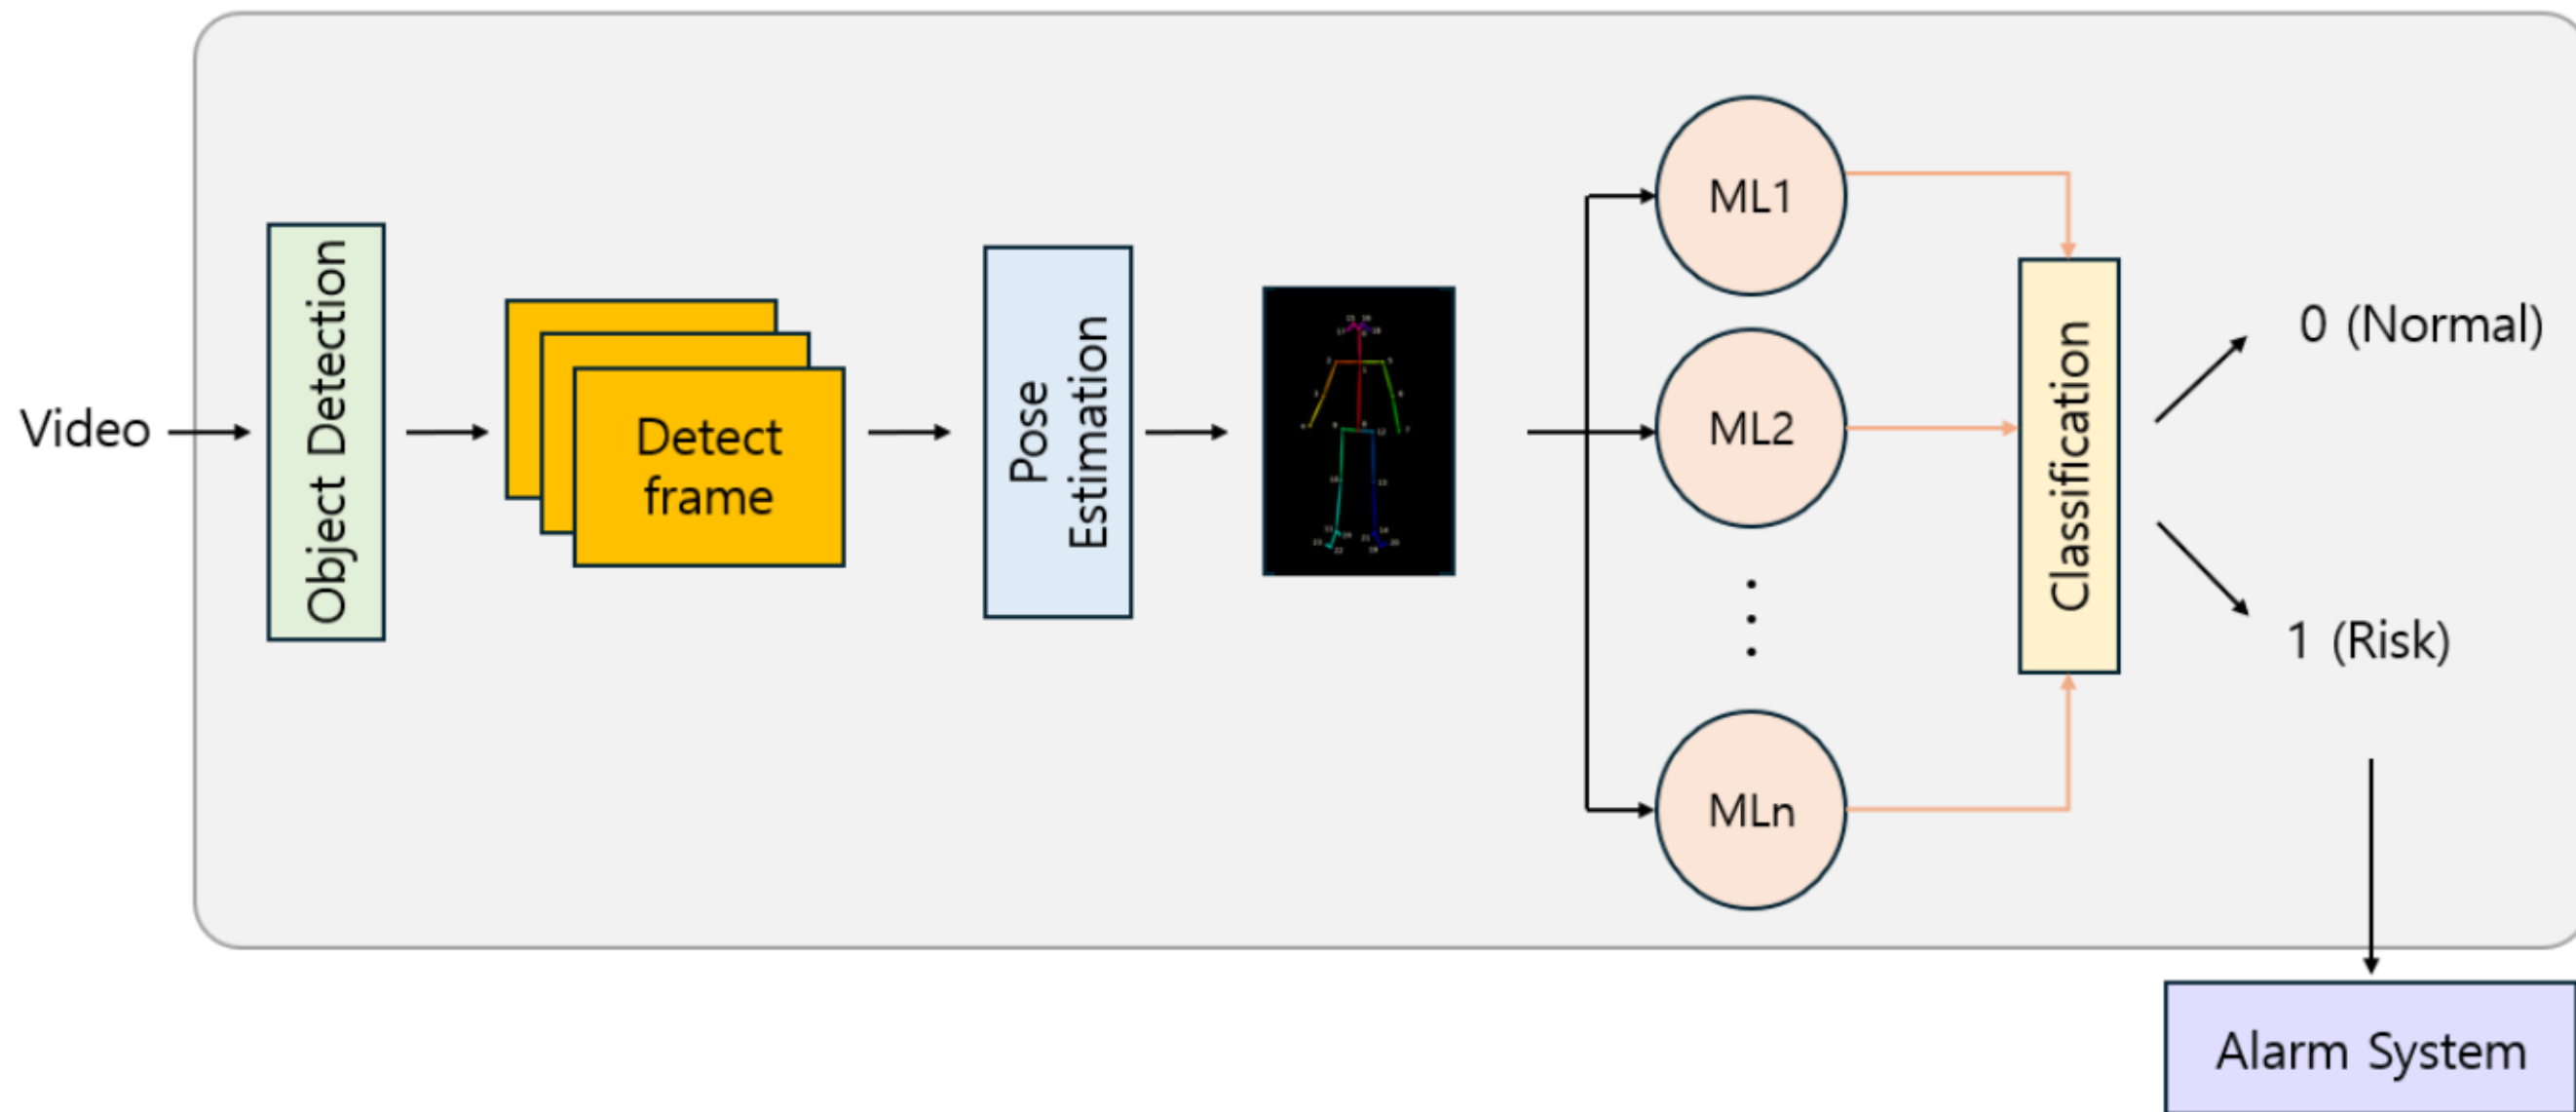 Video
Object Detection
Detect
frame
Pose
Estimation
ML1
ML2
MLn
Classification
0 (Normal)
1 (Risk)
Alarm System